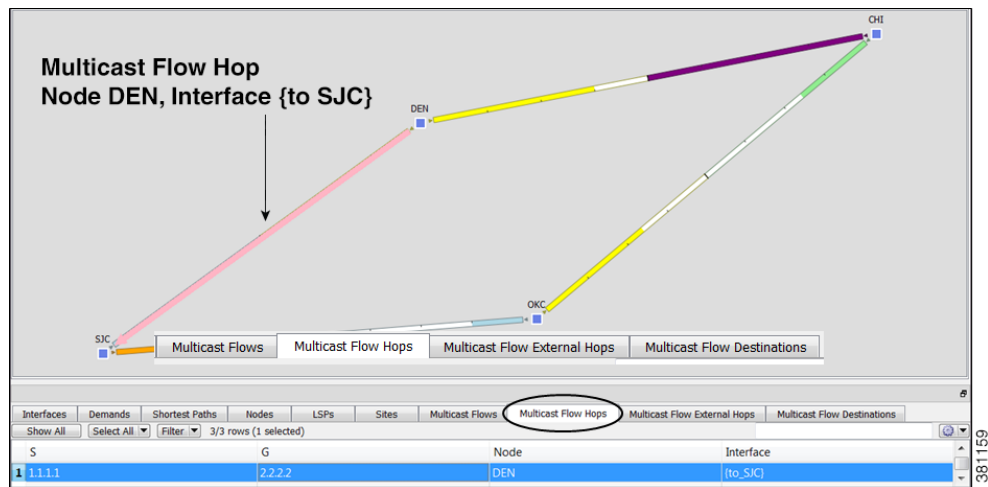 CHI
Multicast Flow Hop
Node DEN, Interface {to SJC}
DEN
OKC
SJC
Multicast Flows Multicast Flow Hops Multicast Flow External Hops Multicast Flow Destinations
Interfaces Demands Shortest Paths Nodes LSPs Sites Multicast Flows Multicast Flow Hops Multicast Flow External Hops Multicast Flow Destinations
Show All Select All Filter 3/3 rows (1 selected)
S G Node Interface
1 1.1.1.1 2.2.2.2 DEN {to_SJC}
381159